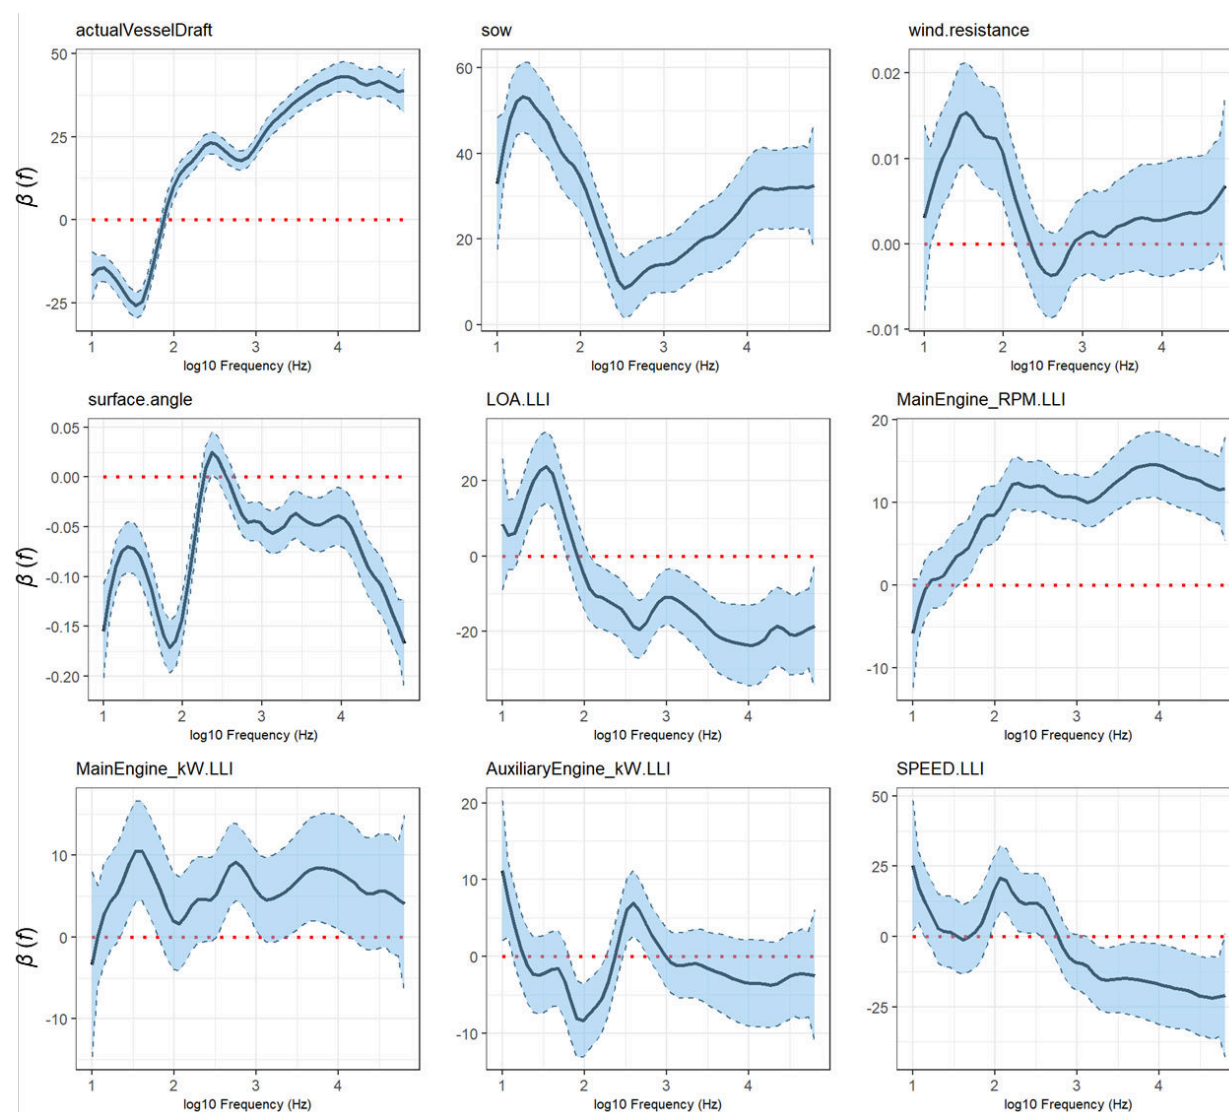 actualVesselDraft
sow
wind.resistance
β (f)
50
25
0
-25
60
40
20
0
0.02
0.01
0.00
-0.01
1 2 3 4
1 2 3 4
1 2 3 4
log10 Frequency (Hz)
log10 Frequency (Hz)
log10 Frequency (Hz)
surface.angle
LOA.LLI
MainEngine_RPM.LLI
β (f)
0.05
0.00
-0.05
-0.10
-0.15
-0.20
20
0
-20
20
10
0
-10
1 2 3 4
1 2 3 4
1 2 3 4
log10 Frequency (Hz)
log10 Frequency (Hz)
log10 Frequency (Hz)
MainEngine_kW.LLI
AuxiliaryEngine_kW.LLI
SPEED.LLI
β (f)
10
0
-10
20
10
0
-10
50
25
0
-25
1 2 3 4
1 2 3 4
1 2 3 4
log10 Frequency (Hz)
log10 Frequency (Hz)
log10 Frequency (Hz)